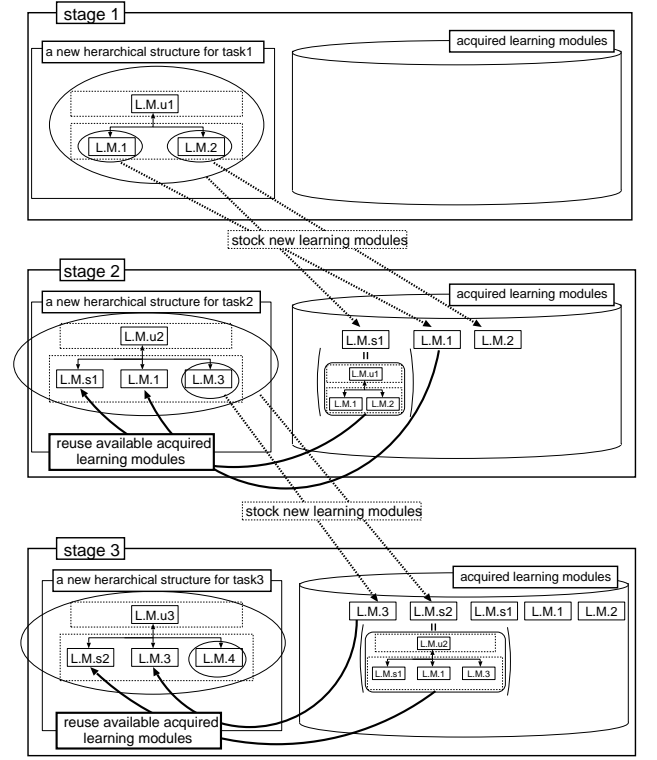 stage 1
acquired learning modules
a new herarchical structure for task1
L.M.u1
L.M.1
L.M.2
stock new learning modules
stage 2
acquired learning modules
a new herarchical structure for task2
L.M.u2
L.M.s1
L.M.1
L.M.2
=
L.M.u1
L.M.s1
L.M.1
L.M.3
L.M.1
L.M.2
reuse available acquired
learning modules
stock new learning modules
stage 3
acquired learning modules
a new herarchical structure for task3
L.M.3
L.M.s2
L.M.s1
L.M.1
L.M.2
L.M.u3
=
L.M.u2
L.M.s2
L.M.3
L.M.4
L.M.s1
L.M.1
L.M.3
reuse available acquired
learning modules